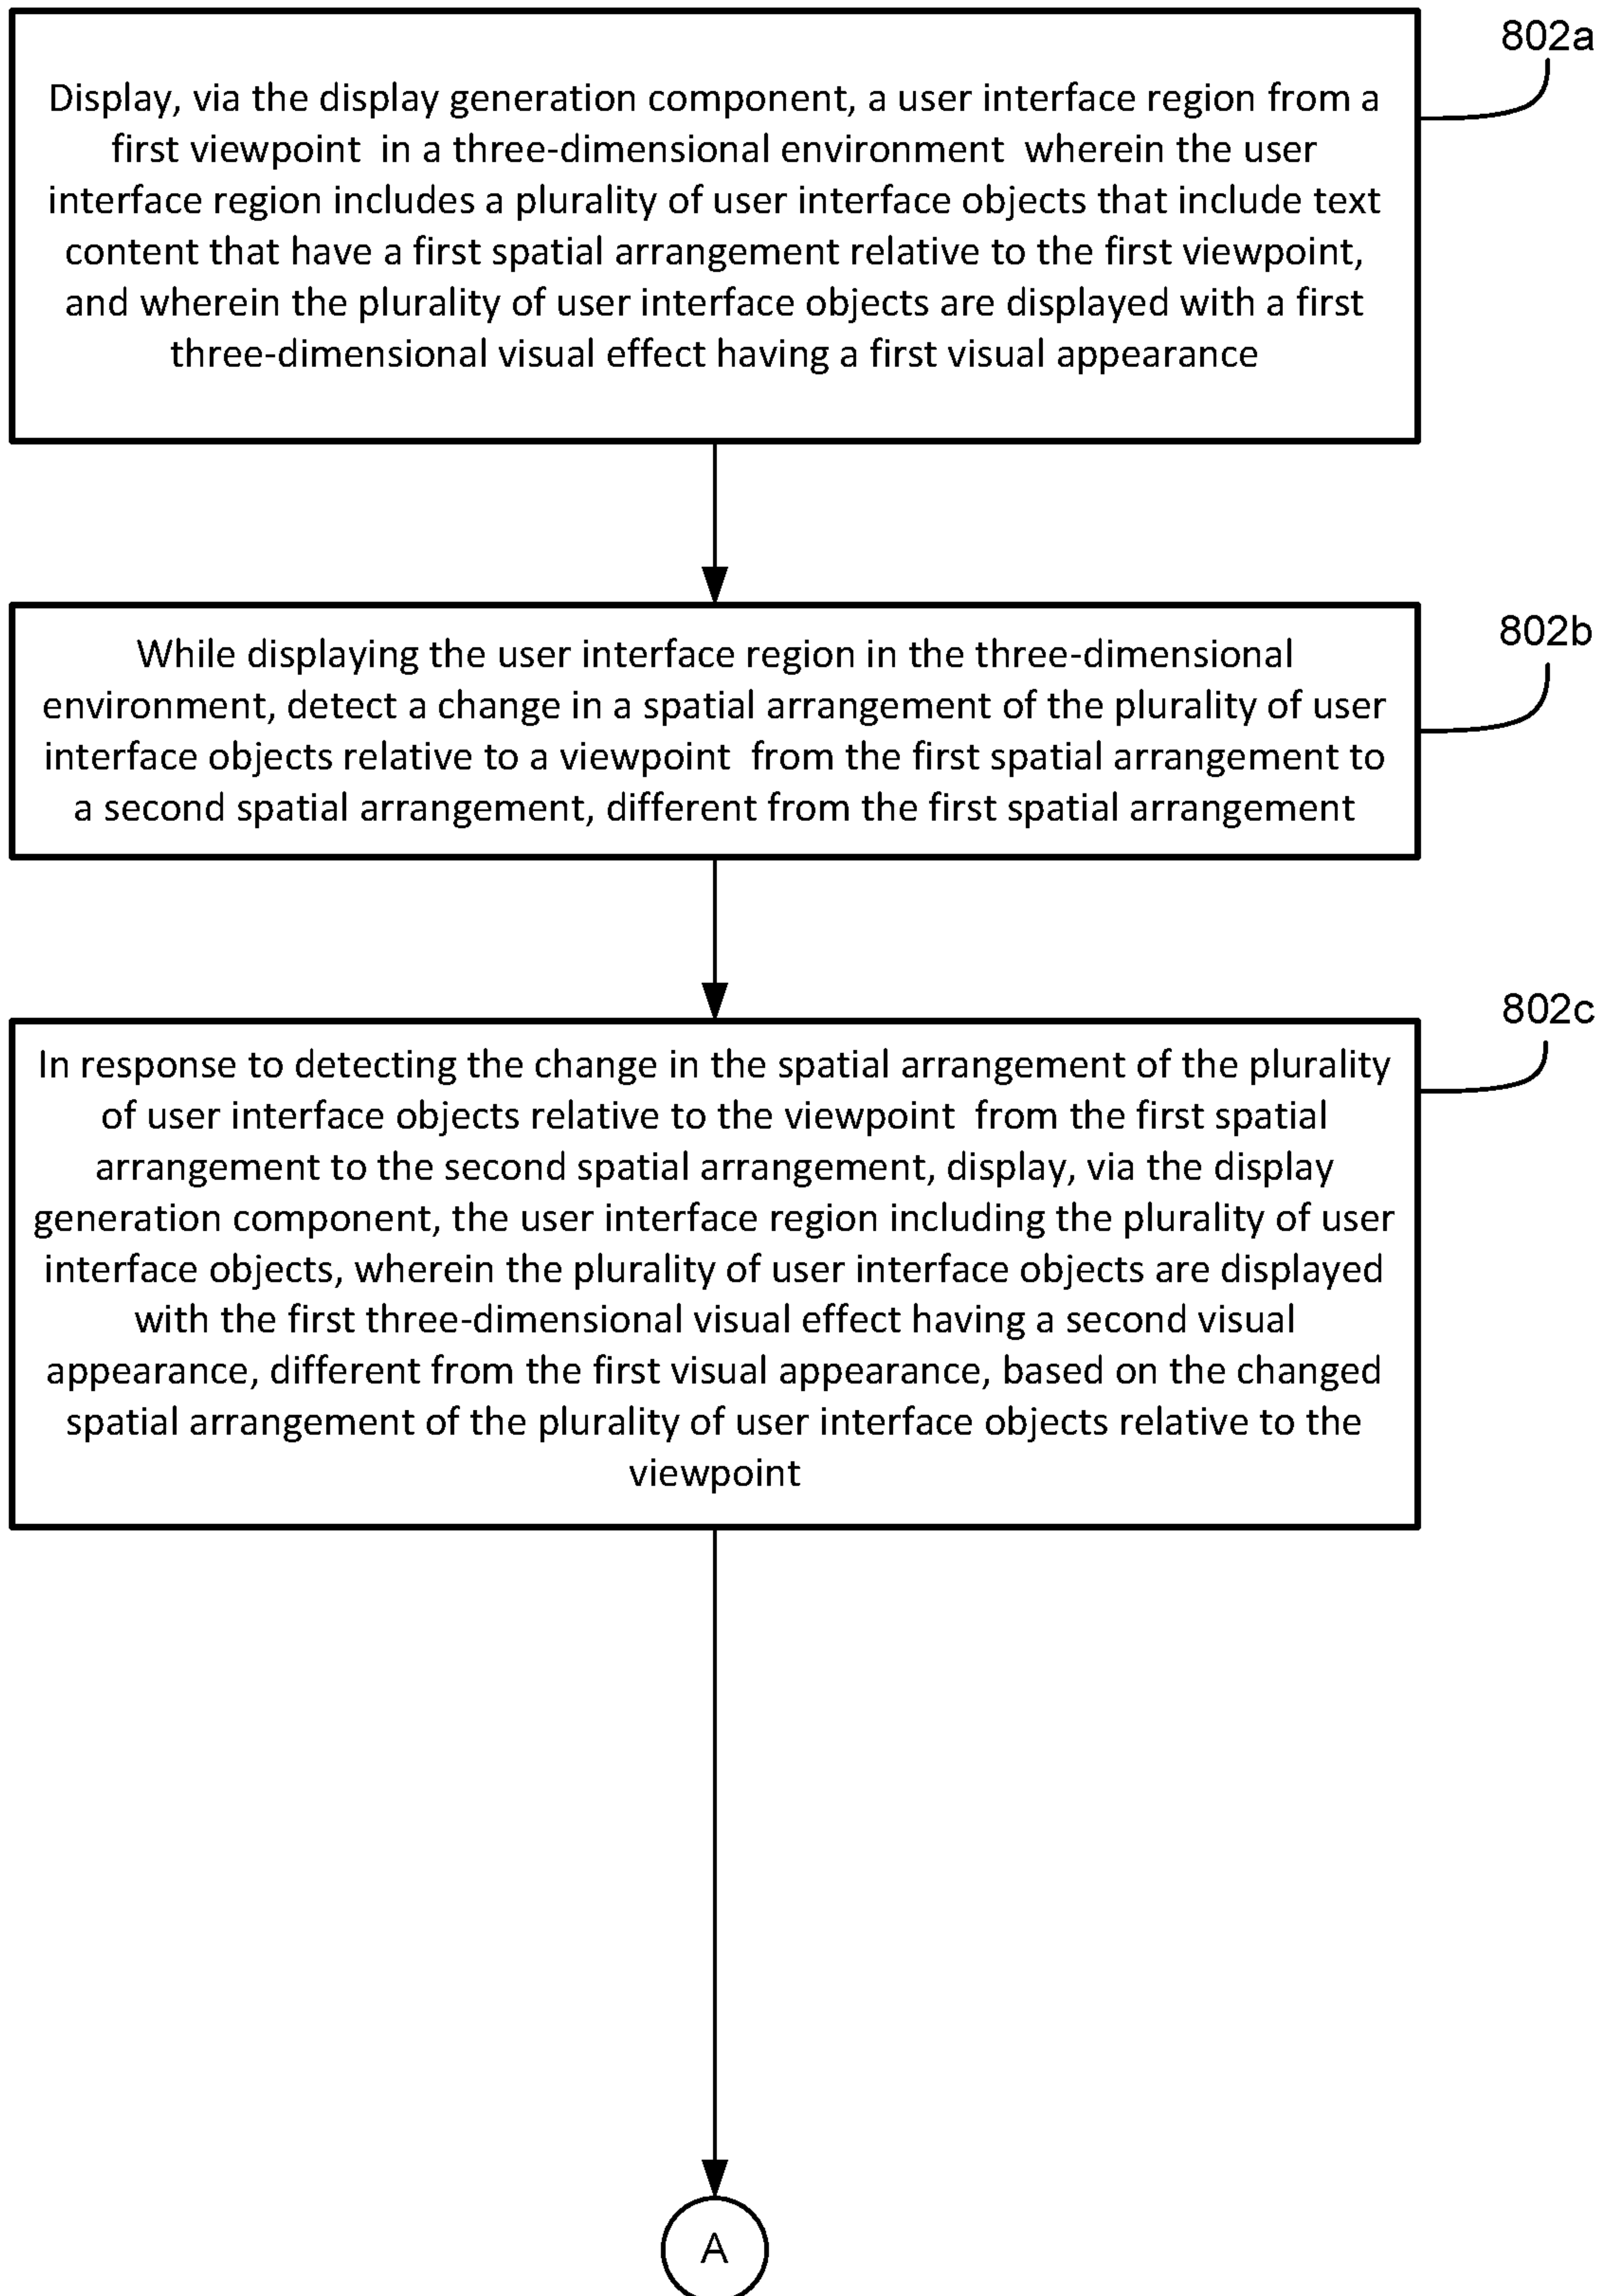 802a
Display, via the display generation component, a user interface region from a
first viewpoint in a three-dimensional environment wherein the user
interface region includes a plurality of user interface objects that include text
content that have a first spatial arrangement relative to the first viewpoint,
and wherein the plurality of user interface objects are displayed with a first
three-dimensional visual effect having a first visual appearance
802b
While displaying the user interface region in the three-dimensional
environment, detect a change in a spatial arrangement of the plurality of user
interface objects relative to a viewpoint from the first spatial arrangement to
a second spatial arrangement, different from the first spatial arrangement
802c
In response to detecting the change in the spatial arrangement of the plurality
of user interface objects relative to the viewpoint from the first spatial
arrangement to the second spatial arrangement, display, via the display
generation component, the user interface region including the plurality of user
interface objects, wherein the plurality of user interface objects are displayed
with the first three-dimensional visual effect having a second visual
appearance, different from the first visual appearance, based on the changed
spatial arrangement of the plurality of user interface objects relative to the
viewpoint
A